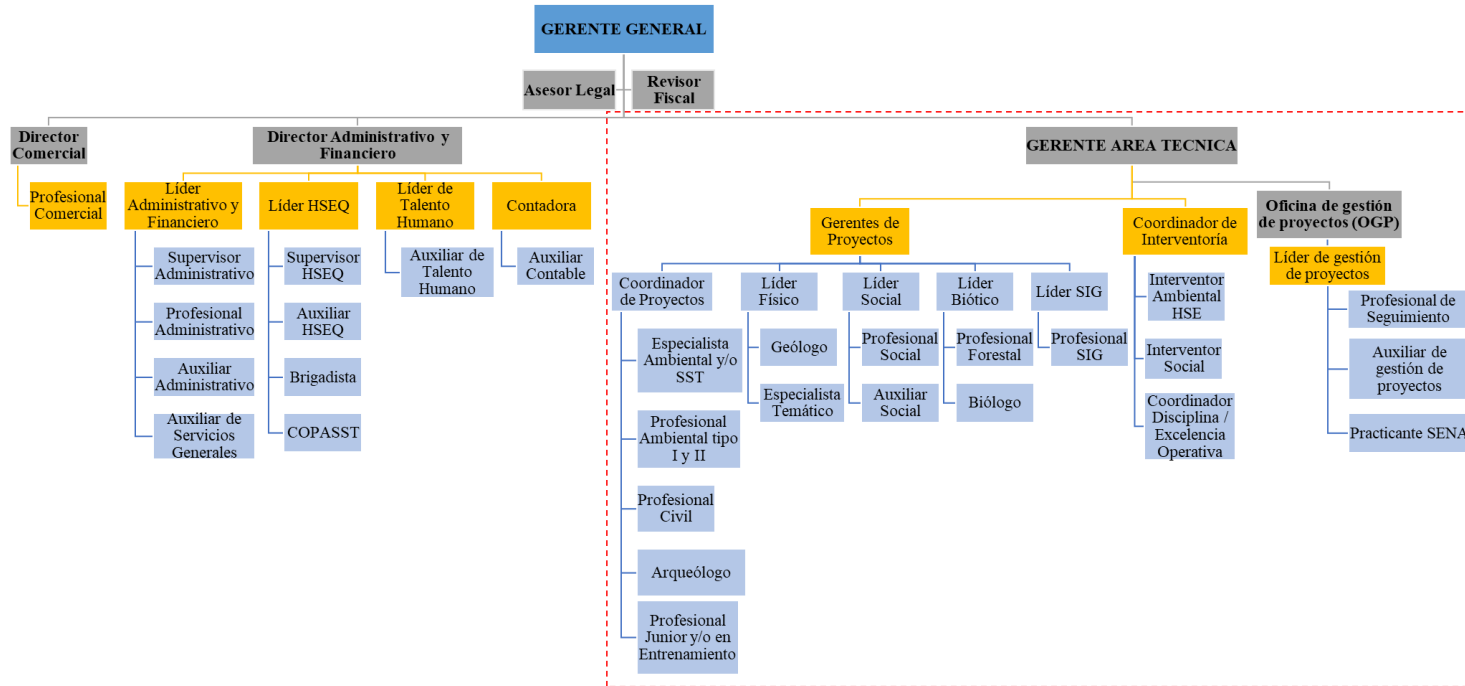 GERENTE GENERAL
Asesor Legal
Revisor
Fiscal
Director
Comercial
Director Administrativo y
Financiero
GERENTE AREA TECNICA
Profesional
Comercial
Líder
Administrativo y
Financiero
Líder HSEQ
Líder de
Talento
Humano
Contadora
Gerentes de
Proyectos
Coordinador de
Interventoría
Oficina de gestión
de proyectos (OGP)
Líder de gestión
de proyectos
Supervisor
Administrativo
Profesional
Administrativo
Auxiliar
Administrativo
Auxiliar de
Servicios
Generales
Supervisor
HSEQ
Auxiliar
HSEQ
Brigadista
COPASST
Auxiliar de
Talento
Humano
Auxiliar
Contable
Coordinador
de Proyectos
Especialista
Ambiental y/o
SST
Profesional
Ambiental tipo
I y II
Profesional
Civil
Arqueólogo
Profesional
Junior y/o en
Entrenamiento
Líder
Físico
Geólogo
Especialista
Temático
Líder
Social
Profesional
Social
Auxiliar
Social
Líder
Biótico
Profesional
Forestal
Biólogo
Líder SIG
Profesional
SIG
Interventor
Ambiental
HSE
Interventor
Social
Coordinador
Disciplina /
Excelencia
Operativa
Profesional de
Seguimiento
Auxiliar de
gestión de
proyectos
Practicante SENA